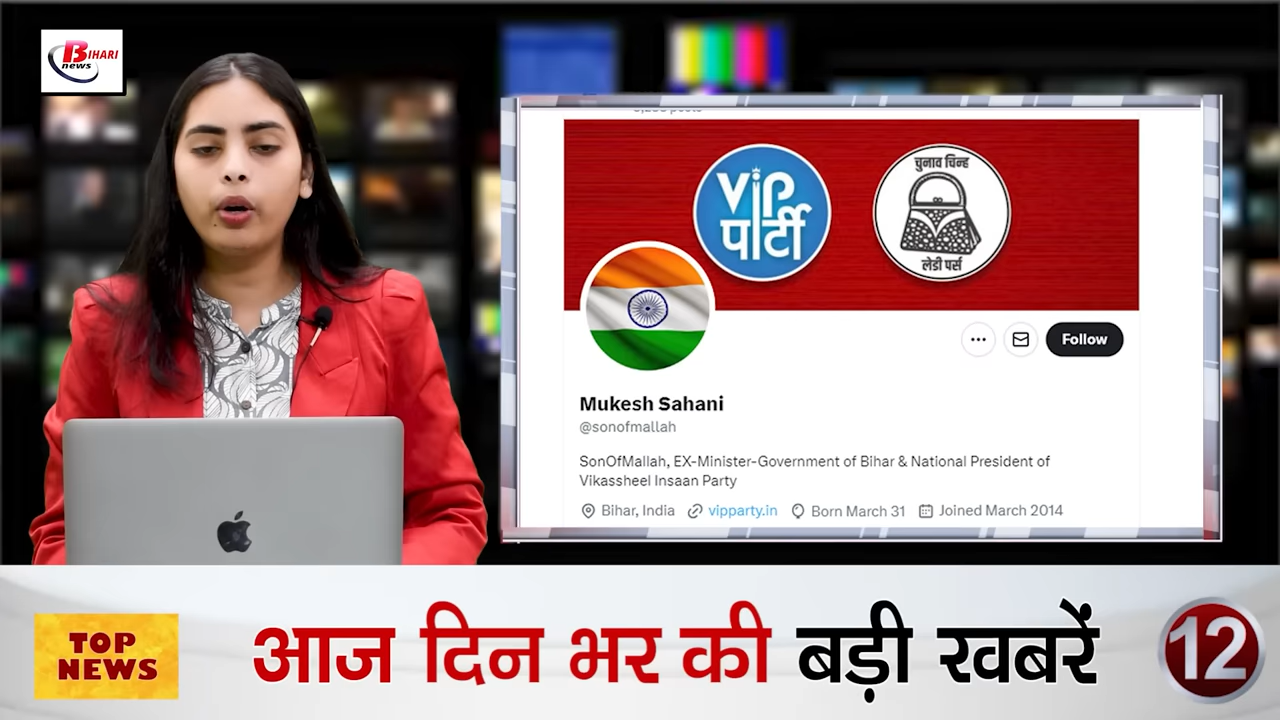 BIHARI
news
VIP
पार्टी
चुनाव चिन्ह
लेडी पर्स
Follow
Mukesh Sahani
@sonofmallah
SonOfMallah, EX-Minister-Government of Bihar & National President of
Vikassheel Insaan Party
Bihar, India vipparty.in Born March 31 Joined March 2014
TOP
NEWS
आज दिन भर की बड़ी खबरें
12